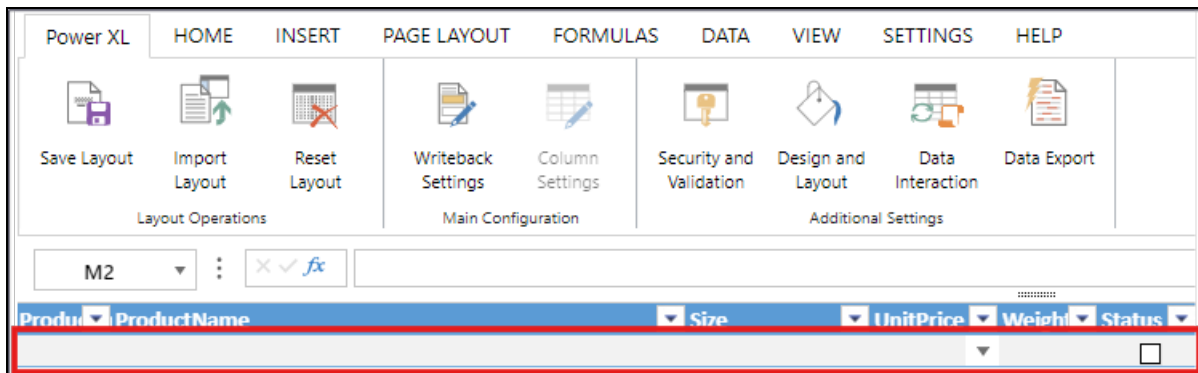 Power XL HOME INSERT PAGE LAYOUT FORMULAS DATA VIEW SETTINGS HELP
Save Layout Import Layout Reset Layout Writeback Settings Column Settings Security and Validation Design and Layout Data Interaction Data Export
Layout Operations Main Configuration Additional Settings
M2 fx
ProductName Size UnitPrice Weight Status